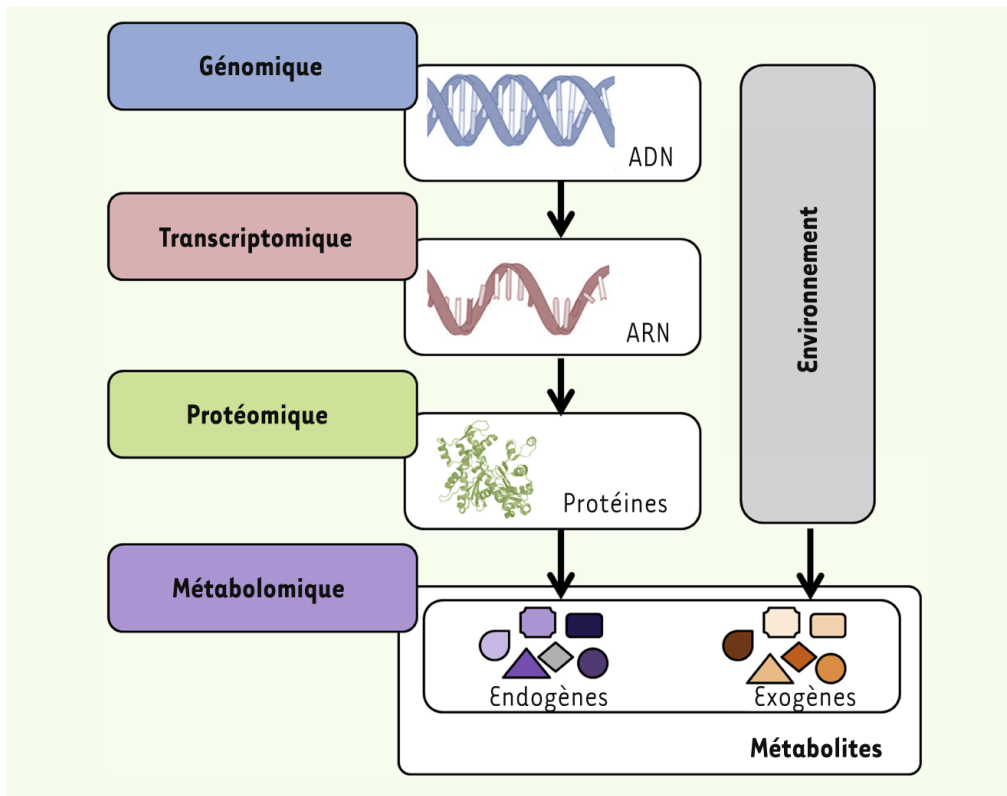 Génomique
ADN
Transcriptomique
ARN
Protéomique
Protéines
Environnement
Métabolomique
Endogènes
Exogènes
Métabolites